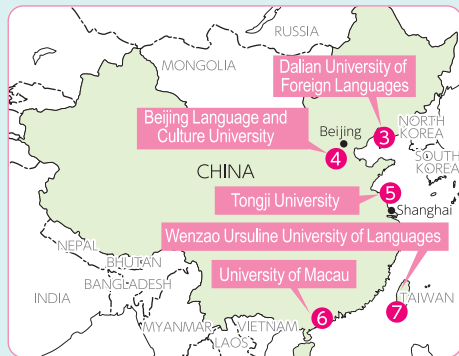 RUSSIA
MONGOLIA
Dalian University of
Foreign Languages
Beijing Language and
Culture University
Beijing
3
NORTH
KOREA
4
SOUTH
KOREA
CHINA
Tongji University
5
Shanghai
Wenzao Ursuline University of Languages
NEPAL
BHUTAN
BANGLADESH
University of Macau
INDIA
TAIWAN
6
7
MYANMAR
VIETNAM
LAOS